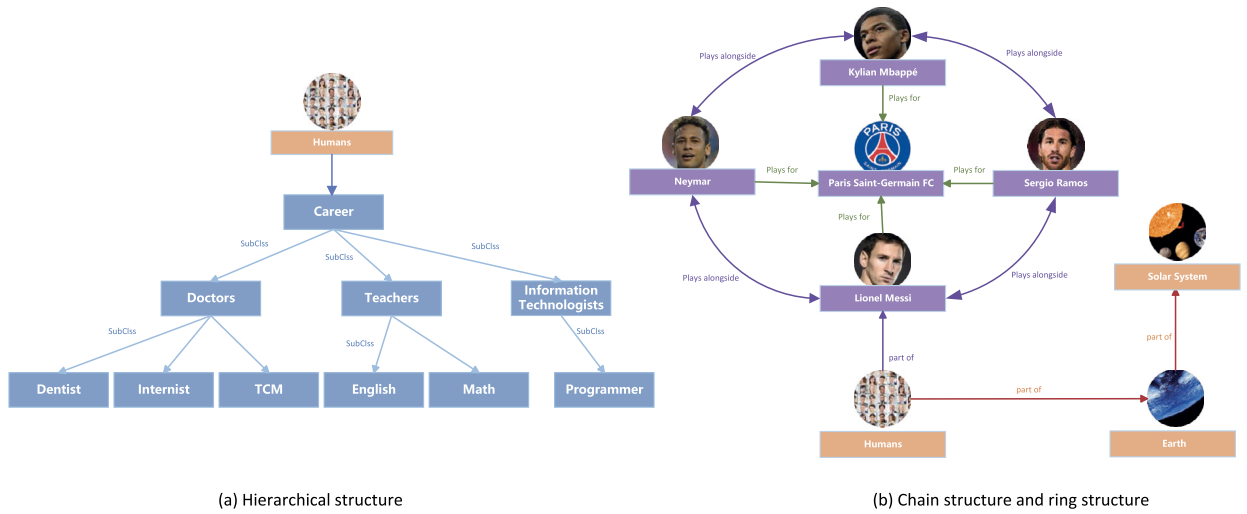 Humans
Career
SubClss
SubClss
SubClss
Doctors
Teachers
Information
Technologists
SubClss
SubClss
SubClss
Dentist
Internist
TCM
English
Math
Programmer
(a) Hierarchical structure
Plays alongside
Plays alongside
Kylian Mbappé
Plays for
PARIS
SAINT-GERMAIN
Neymar
Plays for
Paris Saint-Germain FC
Plays for
Sergio Ramos
Plays for
Plays alongside
Plays alongside
Lionel Messi
Solar System
part of
part of
part of
Humans
Earth
(b) Chain structure and ring structure